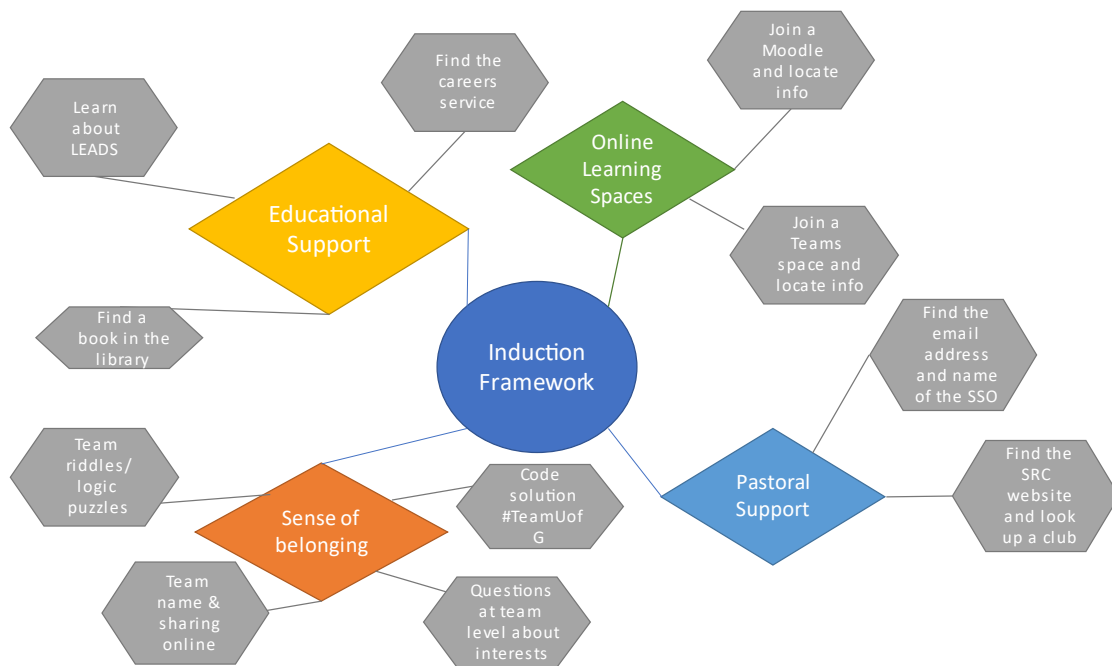 Join a
Moodle
and locate
info
Find the
careers
service
Learn
about
LEADS
Online
Learning
Spaces
Educational
Support
Join a
Teams
space and
locate info
Find a
book in the
library
Find the
email
address
and name
of the SSO
Induction
Framework
Team
riddles/
logic
puzzles
Code
solution
#TeamUof
G
Find the
SRC
website
and look
up a club
Pastoral
Support
Sense of
belonging
Team
name &
sharing
online
Questions
at team
level about
interests